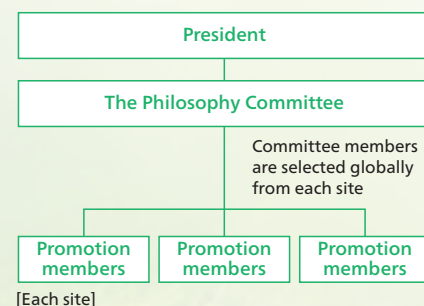 President
The Philosophy Committee
Committee members
are selected globally
from each site
Promotion
members
Promotion
members
Promotion
members
[Each site]